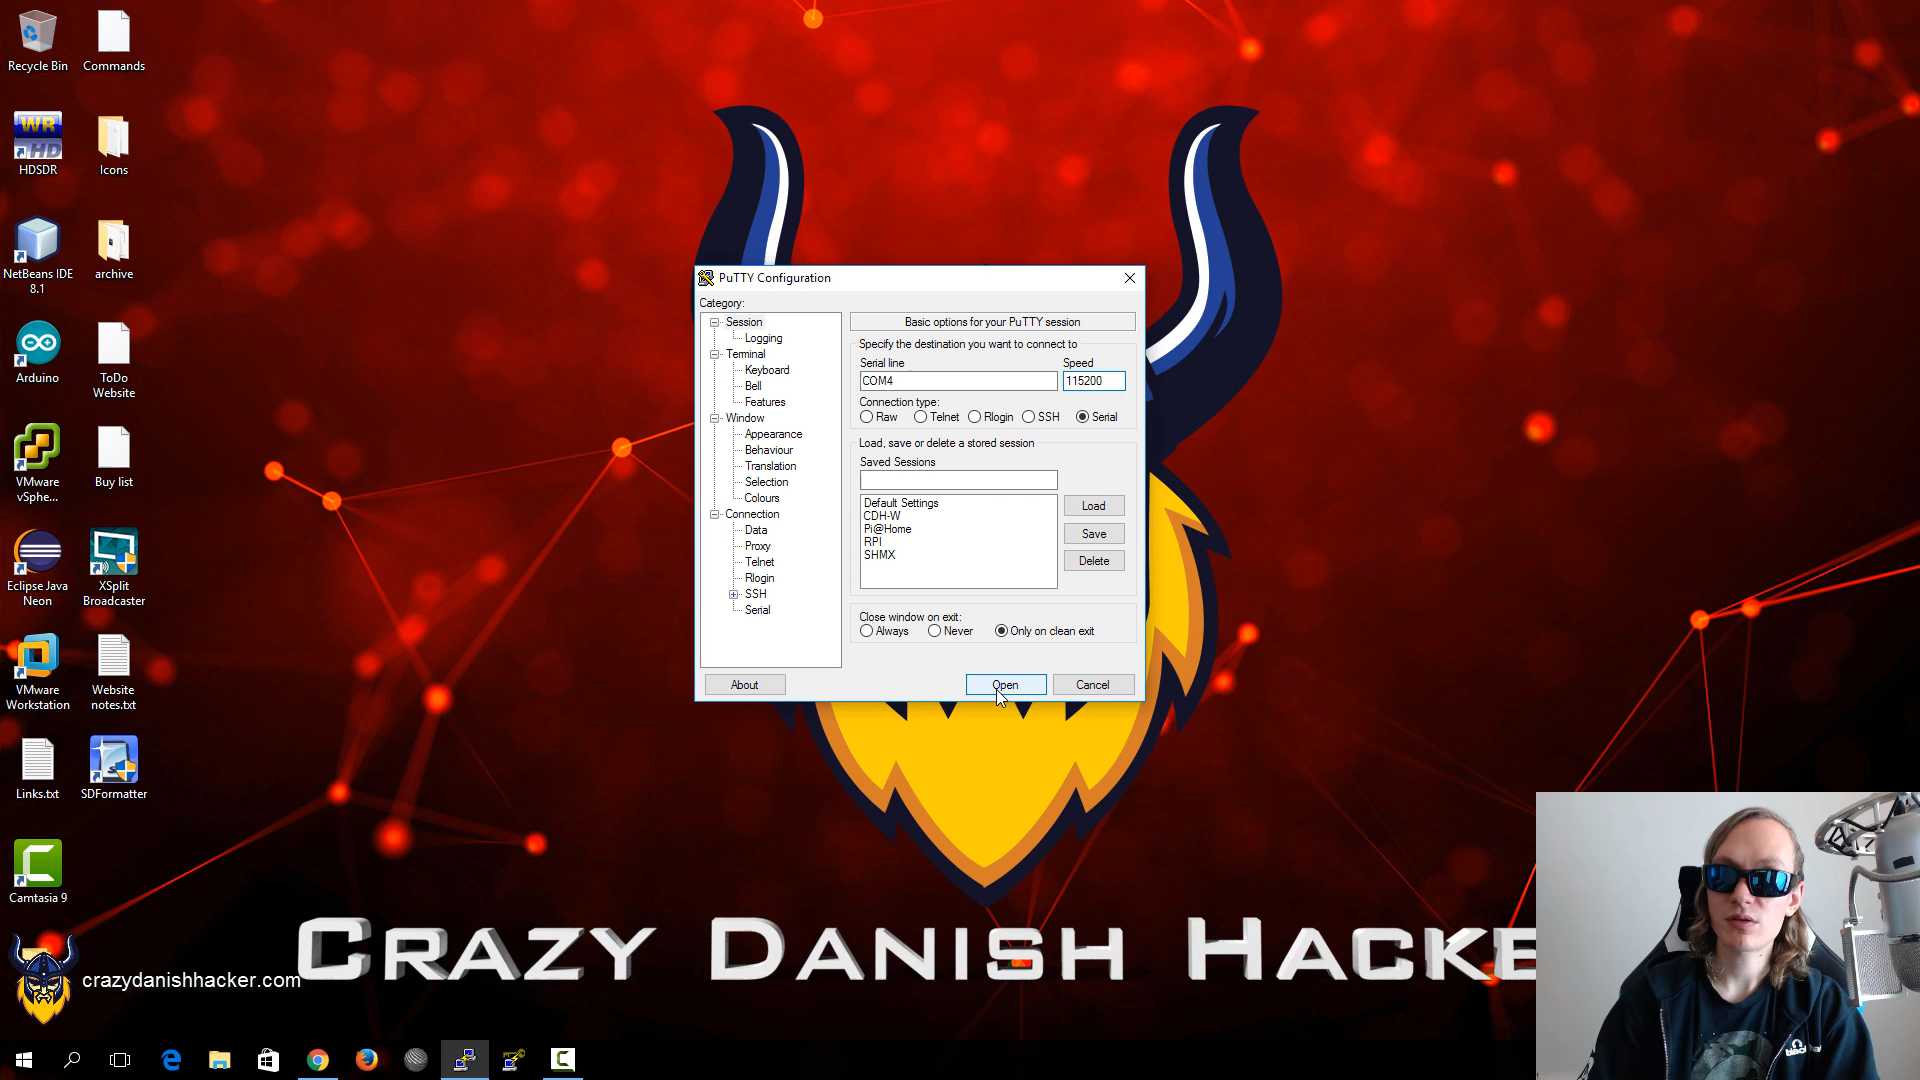 Recycle Bin
Commands
WR
HD
HDSDR
Icons
NetBeans IDE
8.1
archive
Arduino
ToDo
Website
VMware
vSphe...
Buy list
Eclipse Java
Neon
XSplit
Broadcaster
VMware
Workstation
Website
notes.txt
Links.txt
SDFormatter
Camtasia 9
crazydanishhacker.com
PuTTY Configuration
Category:
Session
Logging
Terminal
Keyboard
Bell
Features
Window
Appearance
Behaviour
Translation
Selection
Colours
Connection
Data
Proxy
Telnet
Rlogin
SSH
Serial
Basic options for your PuTTY session
Specify the destination you want to connect to
Serial line
Speed
COM4
115200
Connection type:
Raw
Telnet
Rlogin
SSH
Serial
Load, save or delete a stored session
Saved Sessions
Default Settings
CDH-W
Pi@Home
RPI
SHMX
Load
Save
Delete
Close window on exit:
Always
Never
Only on clean exit
About
Open
Cancel
CRAZY DANISH HACKE